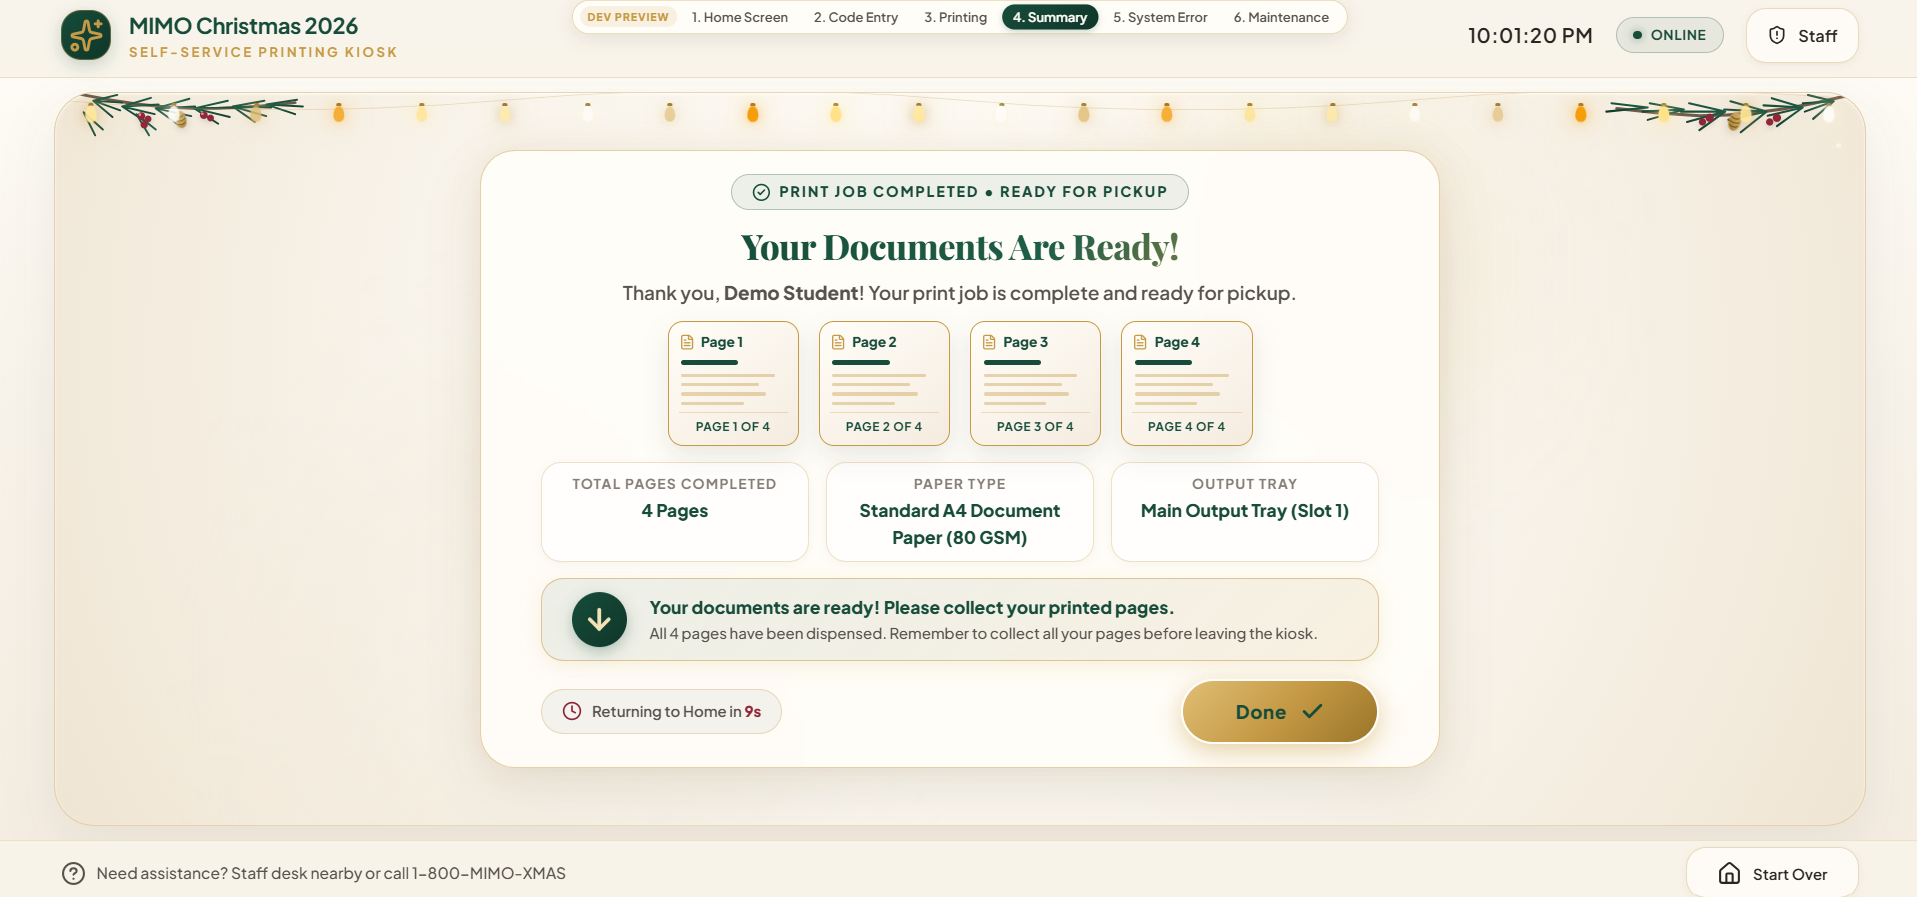 MIMO Christmas 2026
SELF-SERVICE PRINTING KIOSK
DEV PREVIEW
1. Home Screen
2. Code Entry
3. Printing
4. Summary
5. System Error
6. Maintenance
10:01:20 PM
ONLINE
Staff
PRINT JOB COMPLETED • READY FOR PICKUP
Your Documents Are Ready!
Thank you, Demo Student! Your print job is complete and ready for pickup.
Page 1
PAGE 1 OF 4
Page 2
PAGE 2 OF 4
Page 3
PAGE 3 OF 4
Page 4
PAGE 4 OF 4
TOTAL PAGES COMPLETED
4 Pages
PAPER TYPE
Standard A4 Document
Paper (80 GSM)
OUTPUT TRAY
Main Output Tray (Slot 1)
Your documents are ready! Please collect your printed pages.
All 4 pages have been dispensed. Remember to collect all your pages before leaving the kiosk.
Returning to Home in 9s
Done
Need assistance? Staff desk nearby or call 1-800-MIMO-XMAS
Start Over